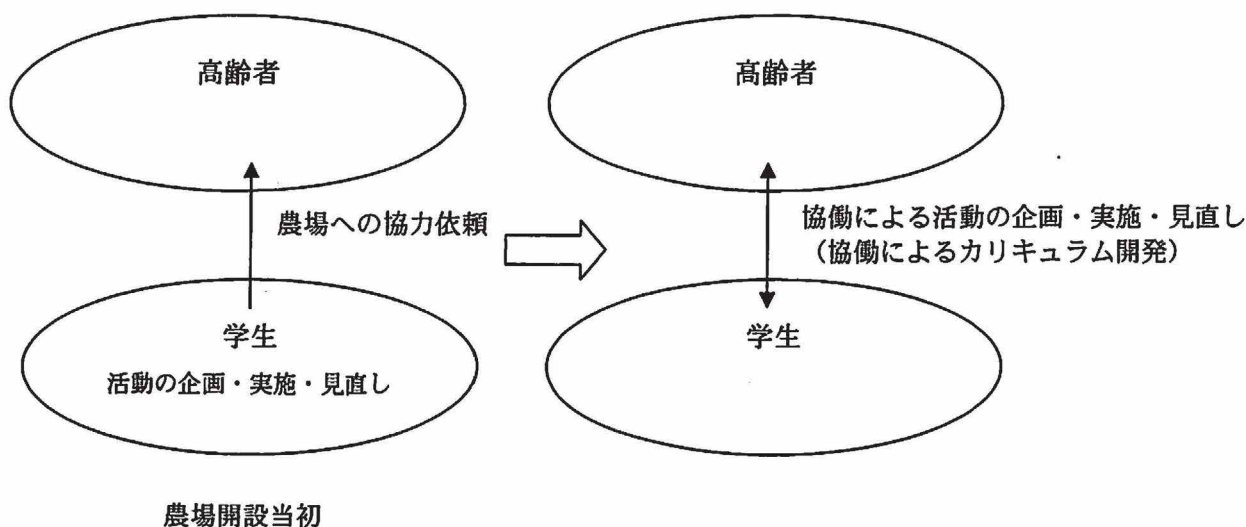 高齢者
農場への協力依頼
学生
活動の企画・実施・見直し
農場開設当初
高齢者
協働による活動の企画・実施・見直し
（協働によるカリキュラム開発）
学生